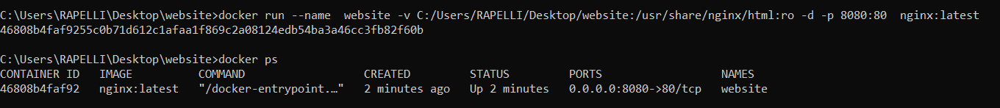 C:\Users\RAPELLI\Desktop\website>docker run --name  website -v C:/Users/RAPELLI/Desktop/website:/usr/share/nginx/html:ro -d -p 8080:80  nginx:latest
46808b4faf9255c0b71d612c1afaa1f869c2a08124edb54ba3a46cc3fb82f60b
C:\Users\RAPELLI\Desktop\website>docker ps
CONTAINER ID   IMAGE          COMMAND                  CREATED         STATUS         PORTS                  NAMES
46808b4faf92   nginx:latest   "/docker-entrypoint.…"   2 minutes ago   Up 2 minutes   0.0.0.0:8080->80/tcp   website